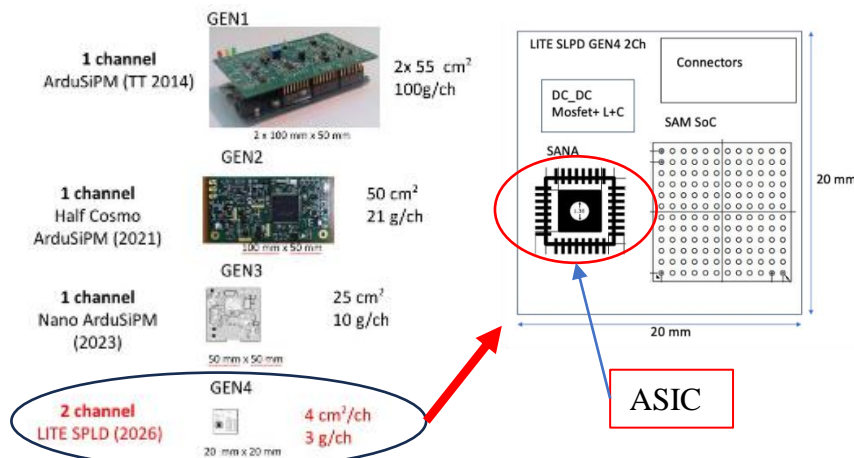 GEN1
1 channel
ArduSiPM (TT 2014)
2x 55 cm²
100g/ch
2 x 100 mm x 50 mm
GEN2
1 channel
Half Cosmo
ArduSiPM (2021)
50 cm²
21 g/ch
100 mm x 50 mm
GEN3
1 channel
Nano ArduSiPM
(2023)
25 cm²
10 g/ch
50 mm x 50 mm
GEN4
2 channel
LITE SPLD (2026)
4 cm²/ch
3 g/ch
20 mm x 20 mm
LITE SLPD GEN4 2Ch
Connectors
DC_DC
Mosfet+ L+C
SAM SoC
SANA
20 mm
20 mm
ASIC